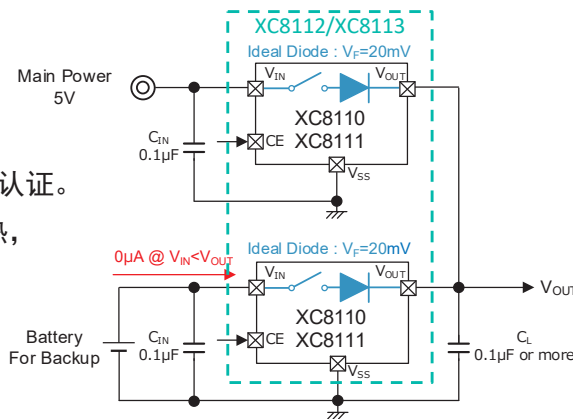 XC8112/XC8113
Ideal Diode : VF=20mV
Main Power
5V
VIN
VOUT
XC8110
XC8111
CE
CIN
0.1μF
VSS
认证。
0μA @ VIN<VOUT
Ideal Diode : VF=20mV
VIN
VOUT
XC8110
XC8111
CE
VOUT
Battery
For Backup
CIN
0.1μF
VSS
CL
0.1μF or more